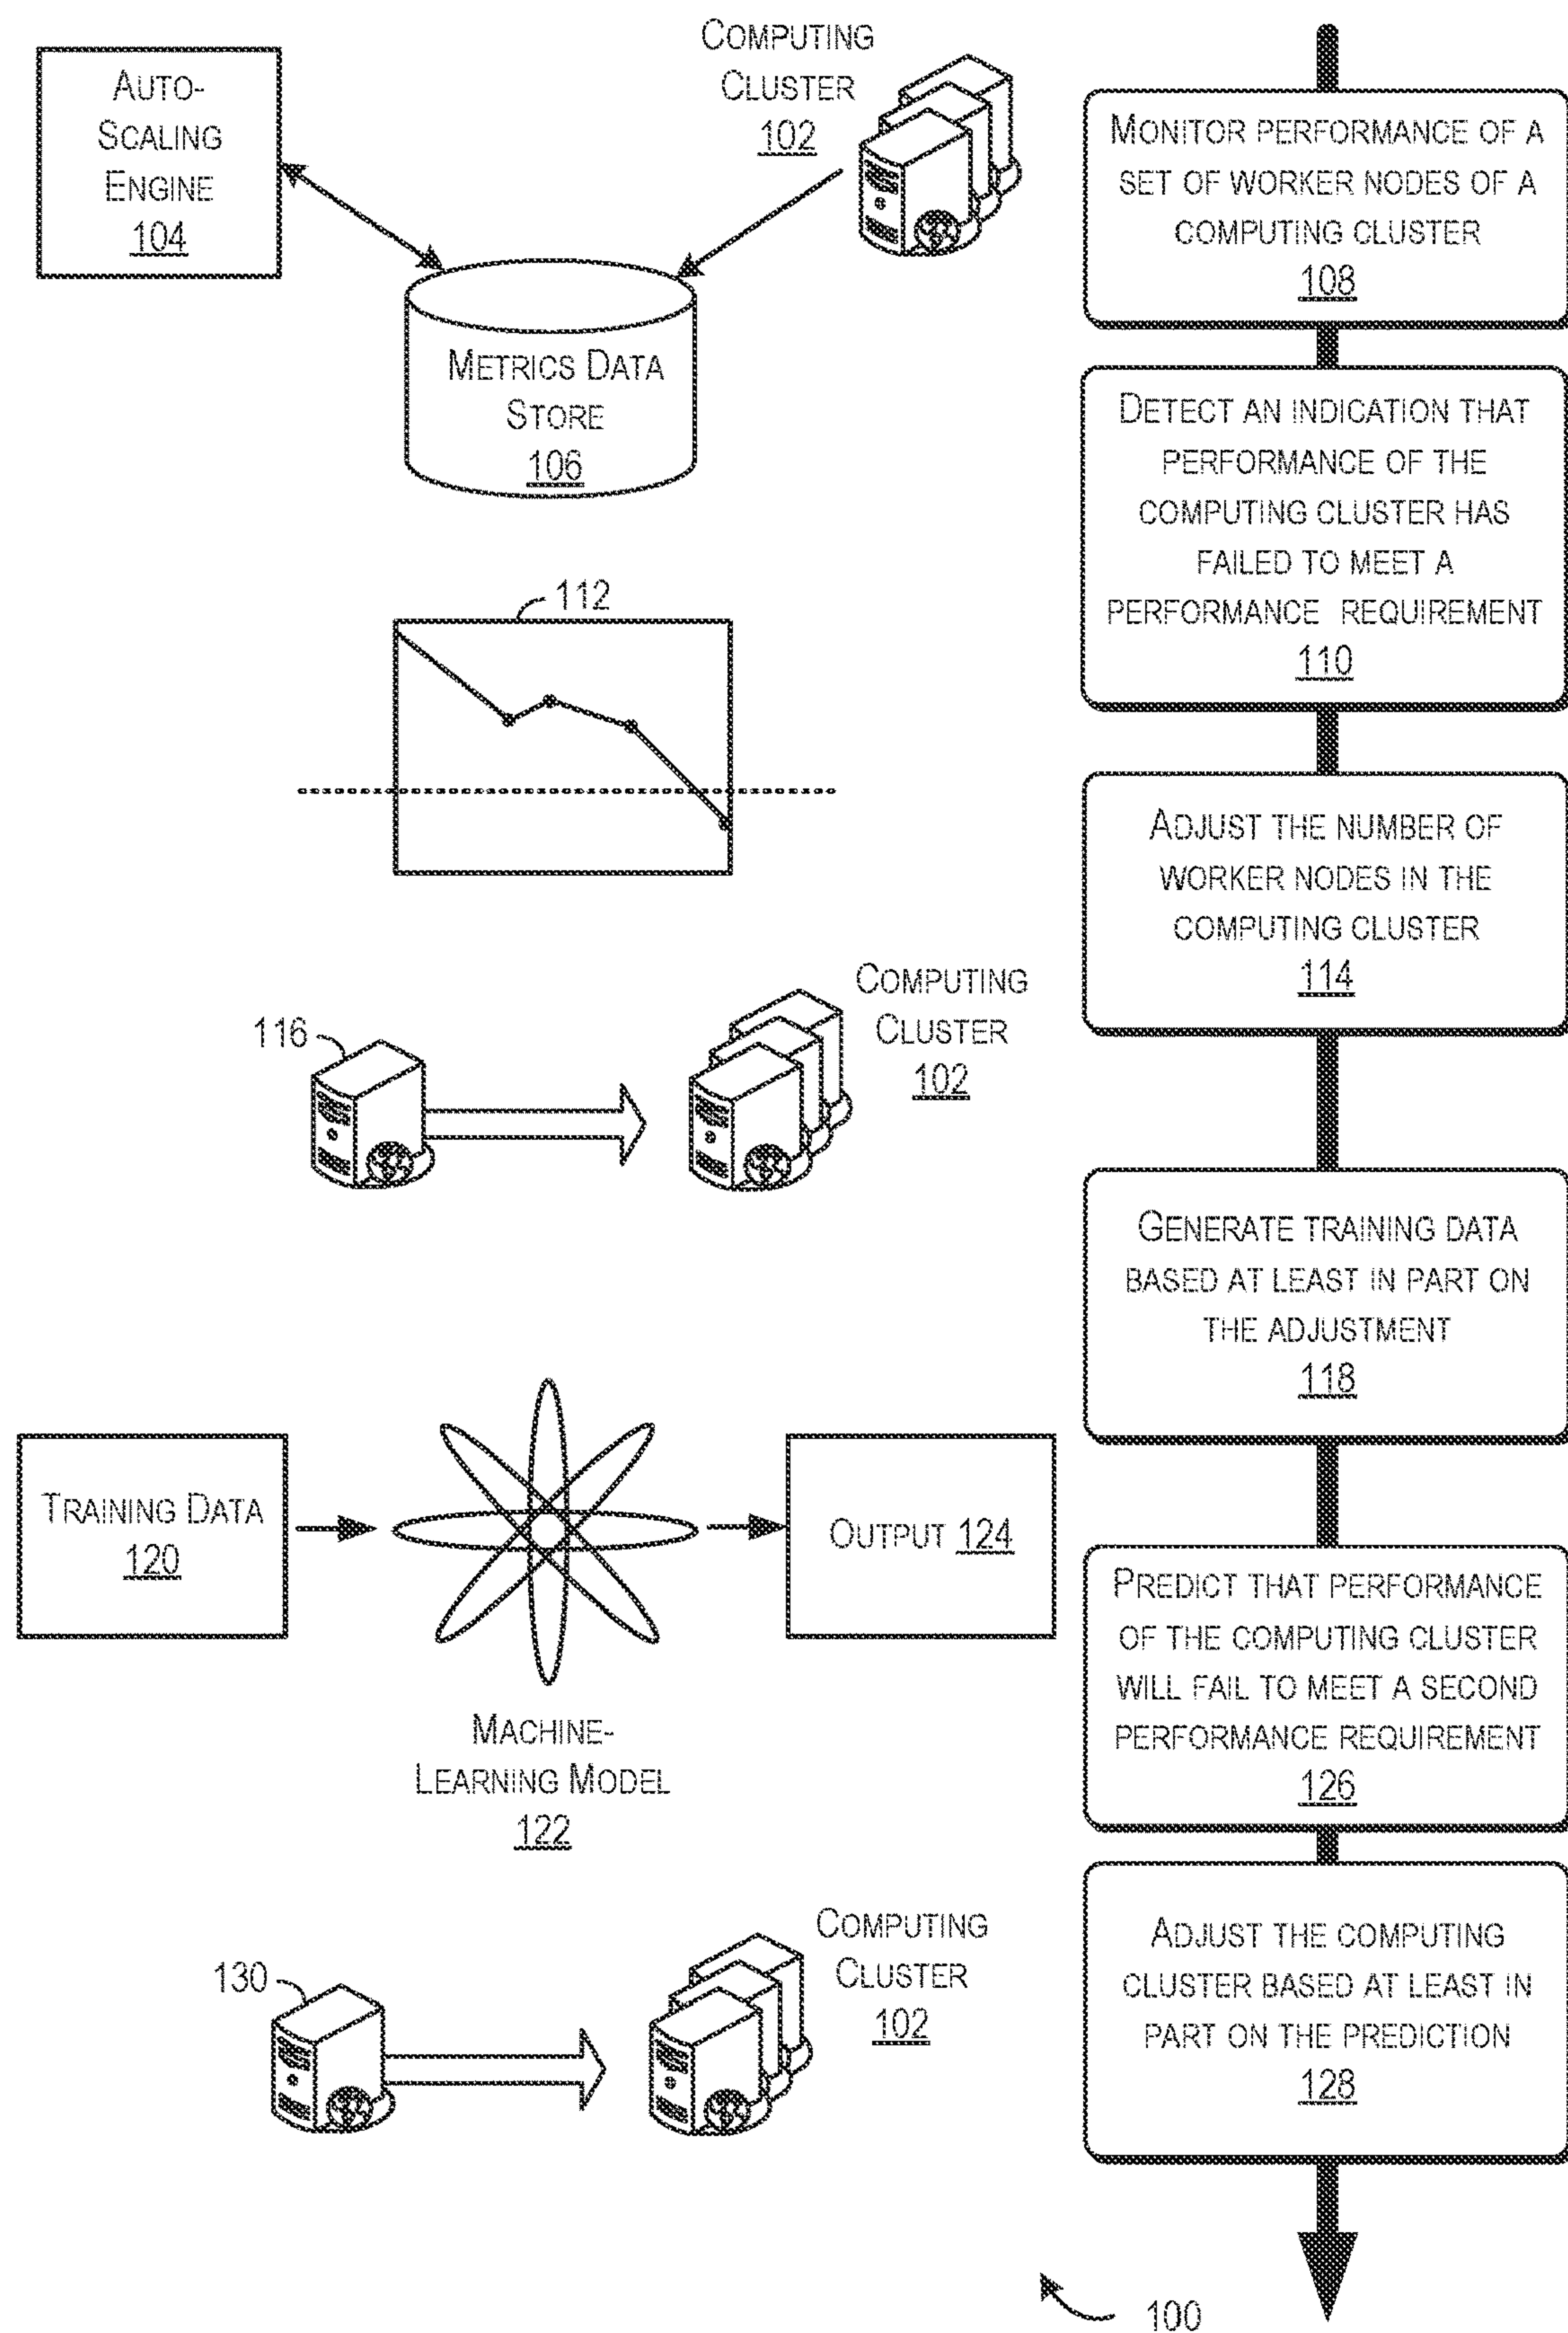 AUTO-
SCALING
ENGINE
104
COMPUTING
CLUSTER
102
METRICS DATA
STORE
106
MONITOR PERFORMANCE OF A
SET OF WORKER NODES OF A
COMPUTING CLUSTER
108
DETECT AN INDICATION THAT
PERFORMANCE OF THE
COMPUTING CLUSTER HAS
FAILED TO MEET A
PERFORMANCE REQUIREMENT
110
112
ADJUST THE NUMBER OF
WORKER NODES IN THE
COMPUTING CLUSTER
114
116
COMPUTING
CLUSTER
102
GENERATE TRAINING DATA
BASED AT LEAST IN PART ON
THE ADJUSTMENT
118
TRAINING DATA
120
MACHINE-
LEARNING MODEL
122
OUTPUT 124
PREDICT THAT PERFORMANCE
OF THE COMPUTING CLUSTER
WILL FAIL TO MEET A SECOND
PERFORMANCE REQUIREMENT
126
130
COMPUTING
CLUSTER
102
ADJUST THE COMPUTING
CLUSTER BASED AT LEAST IN
PART ON THE PREDICTION
128
100